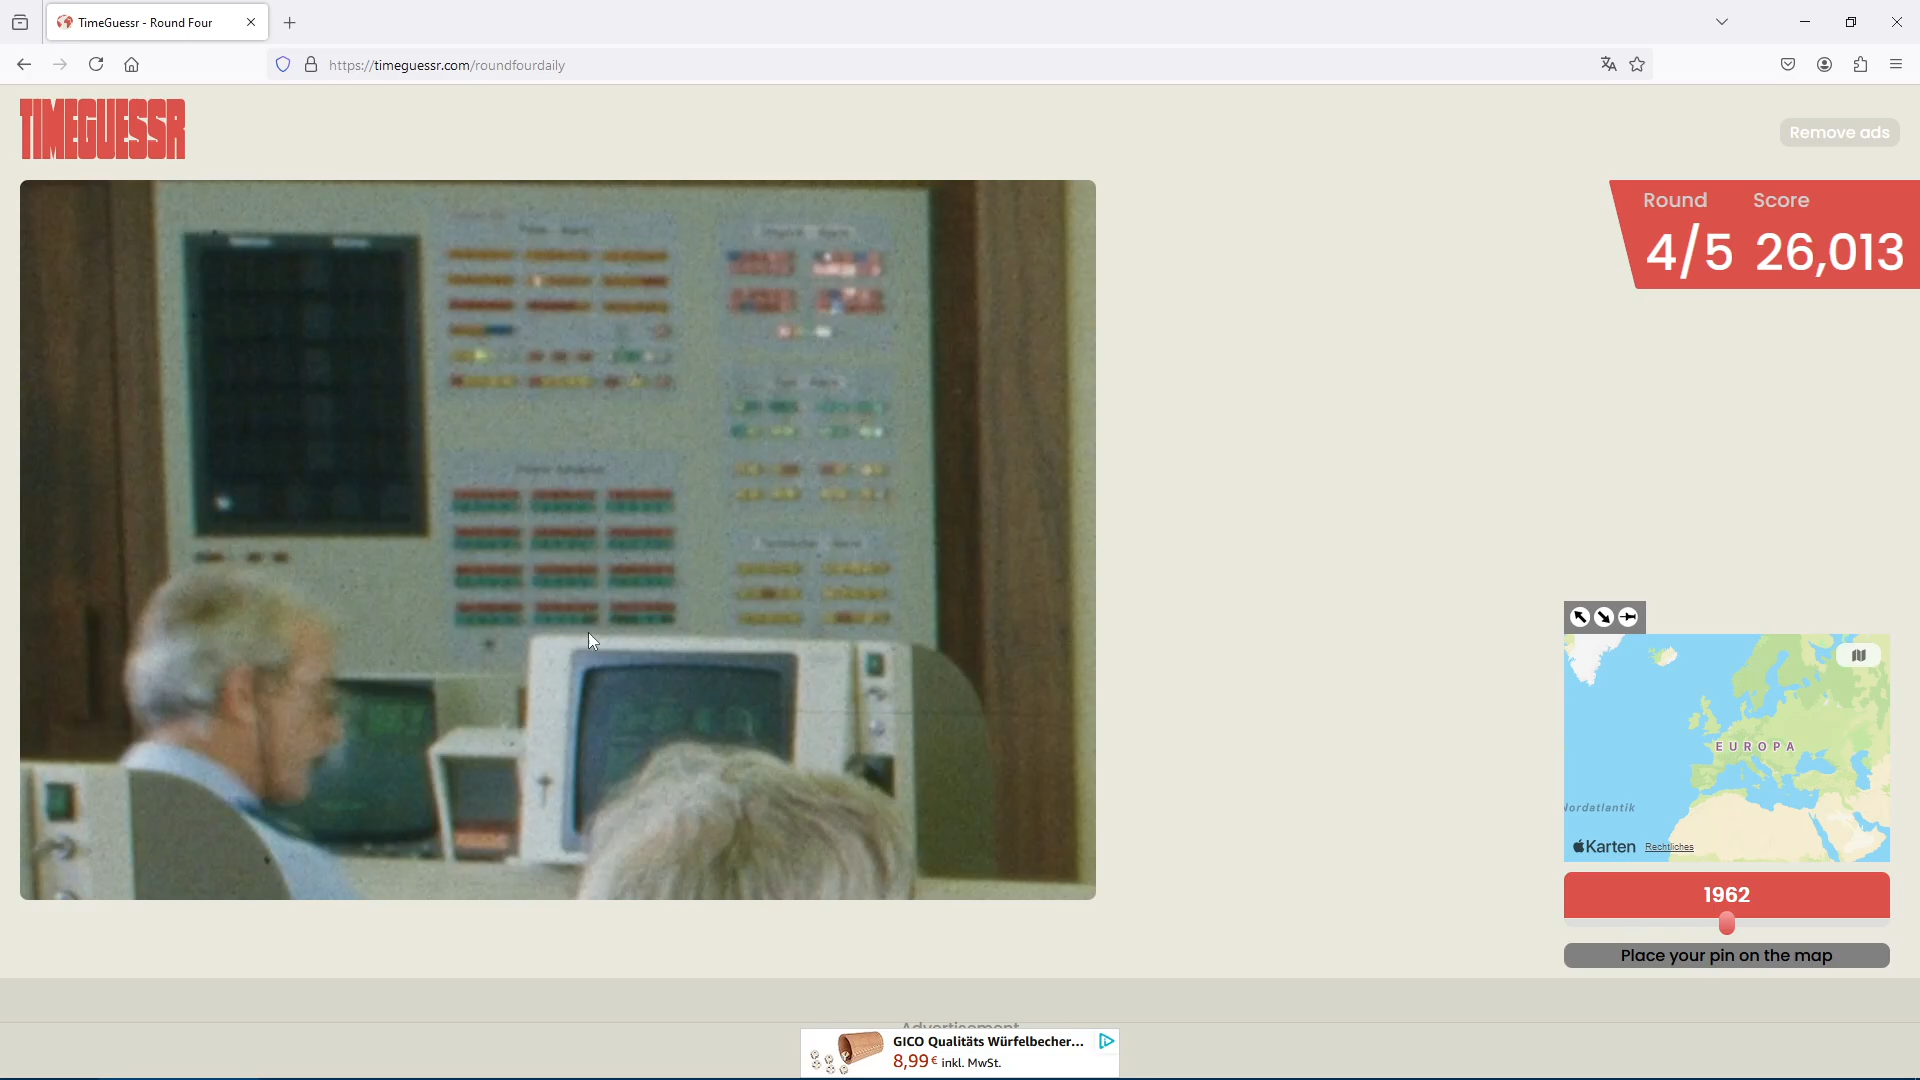 TimeGuessr - Round Four
https://timeguessr.com/roundfourdaily
TIMEGUESSR
Remove ads
Round Score
4/5 26,013
EUROPA
Nordatlantik
Karten Rechtliches
1962
Place your pin on the map
Advertisement
GICO Qualitäts Würfelbecher...
8,99€ inkl. MwSt.